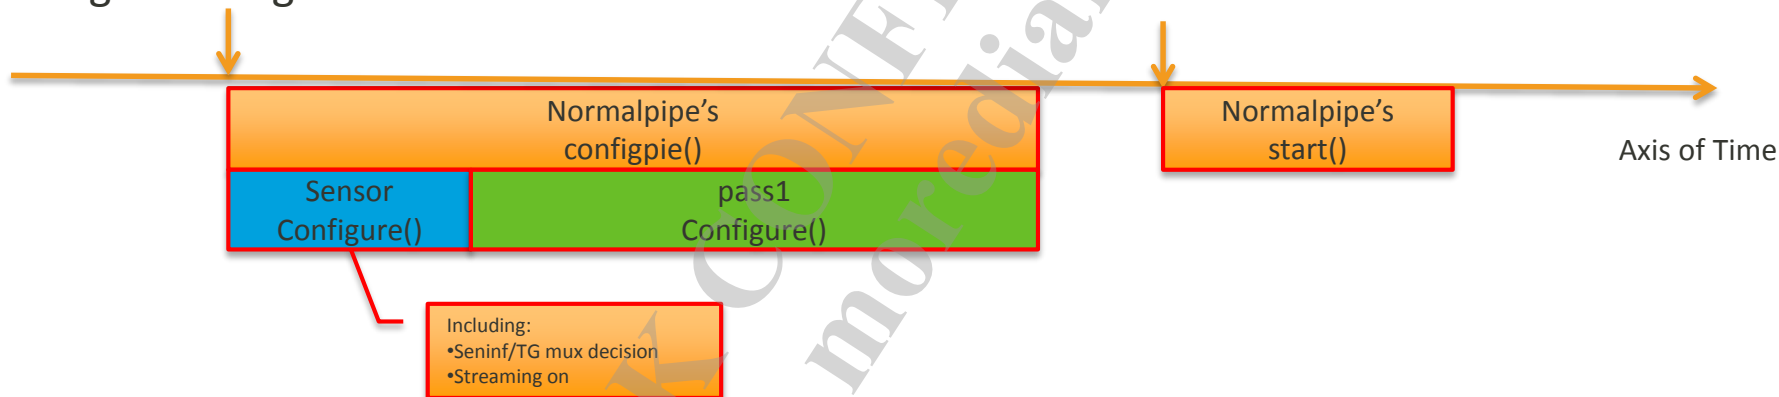 Normalpipe's
configpie()
Normalpipe's
start()
Axis of Time
Sensor
Configure()
pass1
Configure()
Including:
•Seninf/TG mux decision
•Streaming on